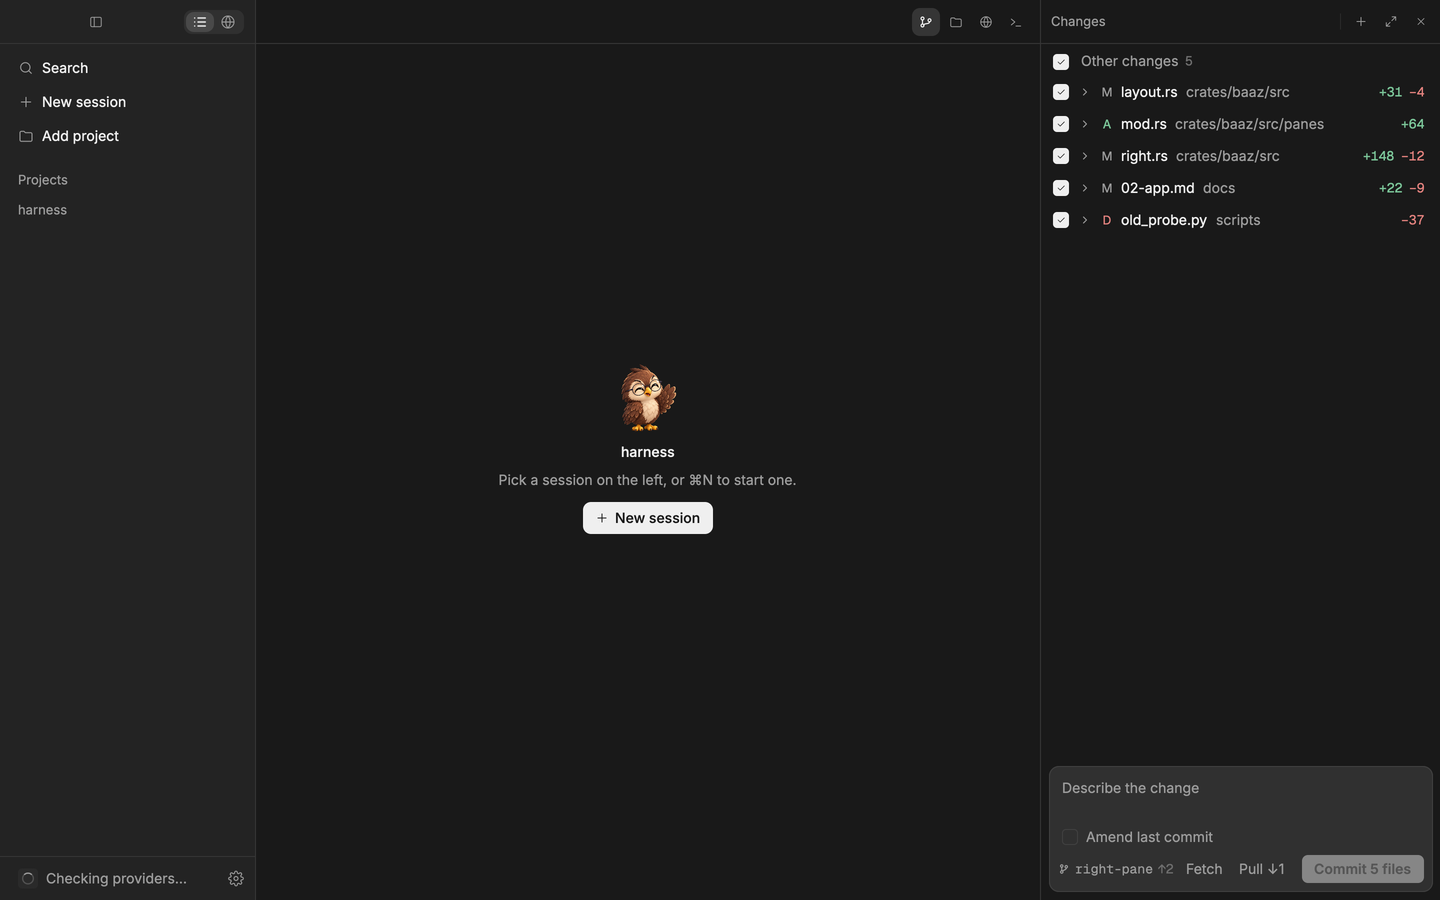 Changes
Search
New session
Add project
Projects
harness
Checking providers...
harness
Pick a session on the left, or ⌘N to start one.
New session
Other changes 5
M layout.rs crates/baaz/src +31 −4
A mod.rs crates/baaz/src/panes +64
M right.rs crates/baaz/src +148 −12
M 02-app.md docs +22 −9
D old_probe.py scripts −37
Describe the change
Amend last commit
right-pane ↑2 Fetch Pull ↓1 Commit 5 files